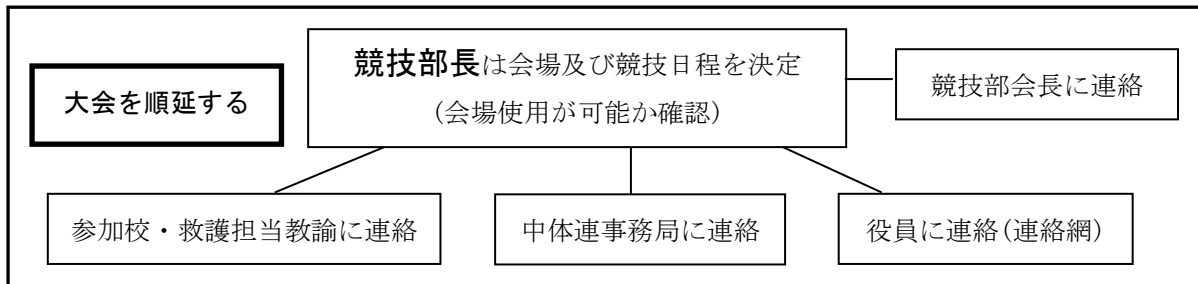 大会を順延する
競技部長は会場及び競技日程を決定
(会場使用が可能か確認)
競技部会長に連絡
参加校・救護担当教諭に連絡
中体連事務局に連絡
役員に連絡(連絡網)